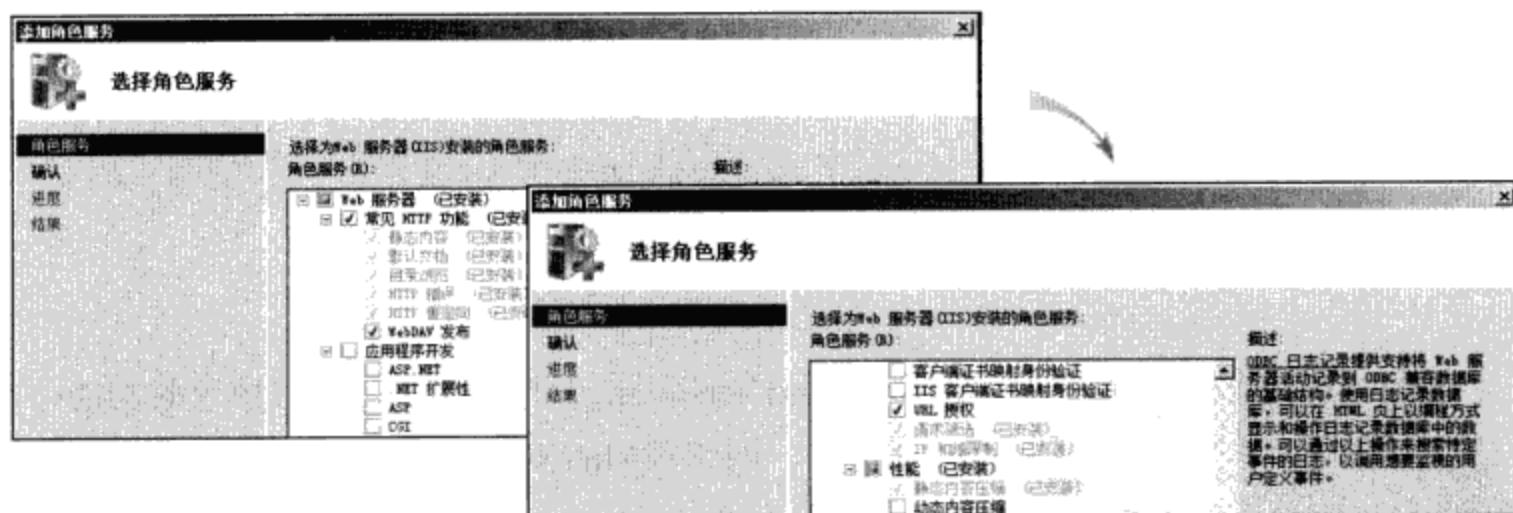 添加角色服务
选择角色服务
角色服务
确认
进度
结果
选择为Web 服务器(IIS)安装的角色服务:
角色服务(R):
描述:
Web 服务器 (已安装)
常见 HTTP 功能 (已安装
静态内容 (已安装)
默认文档 (已安装)
目录浏览 (已安装)
HTTP 错误 (已安装)
HTTP 重定向 (已安装
WebDAV 发布
应用程序开发
ASP.NET
.NET 扩展性
ASP
CGI
添加角色服务
选择角色服务
角色服务
确认
进度
结果
选择为Web 服务器(IIS)安装的角色服务:
角色服务(R):
客户端证书映射身份验证
IIS 客户端证书映射身份验证
URL 授权
请求筛选 (已安装)
IP 和域限制 (已安装)
性能 (已安装)
静态内容压缩 (已安装)
动态内容压缩
描述:
ODBC 日志记录提供支持将 Web 服
务器活动记录到 ODBC 兼容数据库
的基础结构。使用日志记录数据
库，可以在 HTML 页上以编程方式
显示和操作日志记录数据库中的数
据。可以通过以上操作来搜索特定
事件的日志，以调用想要监视的用
户定义事件。